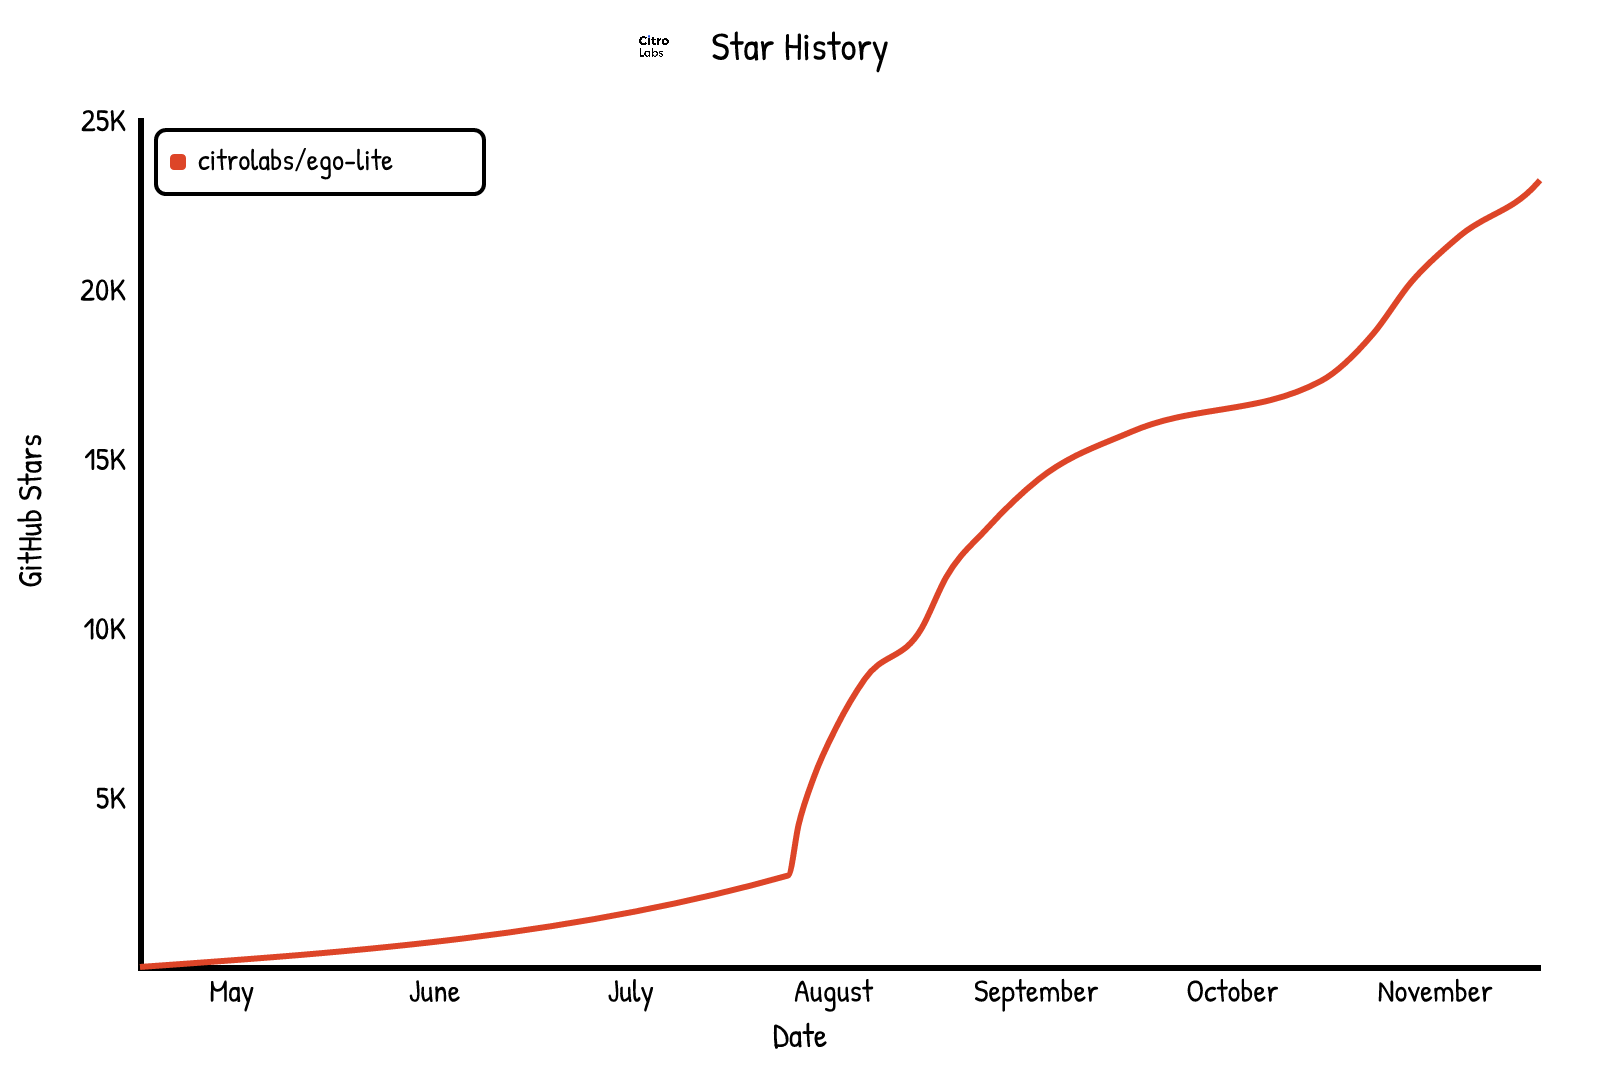 Citro
Labs
Star History
25K
citrolabs/ego-lite
20K
15K
10K
5K
GitHub Stars
May June July August September October November
Date